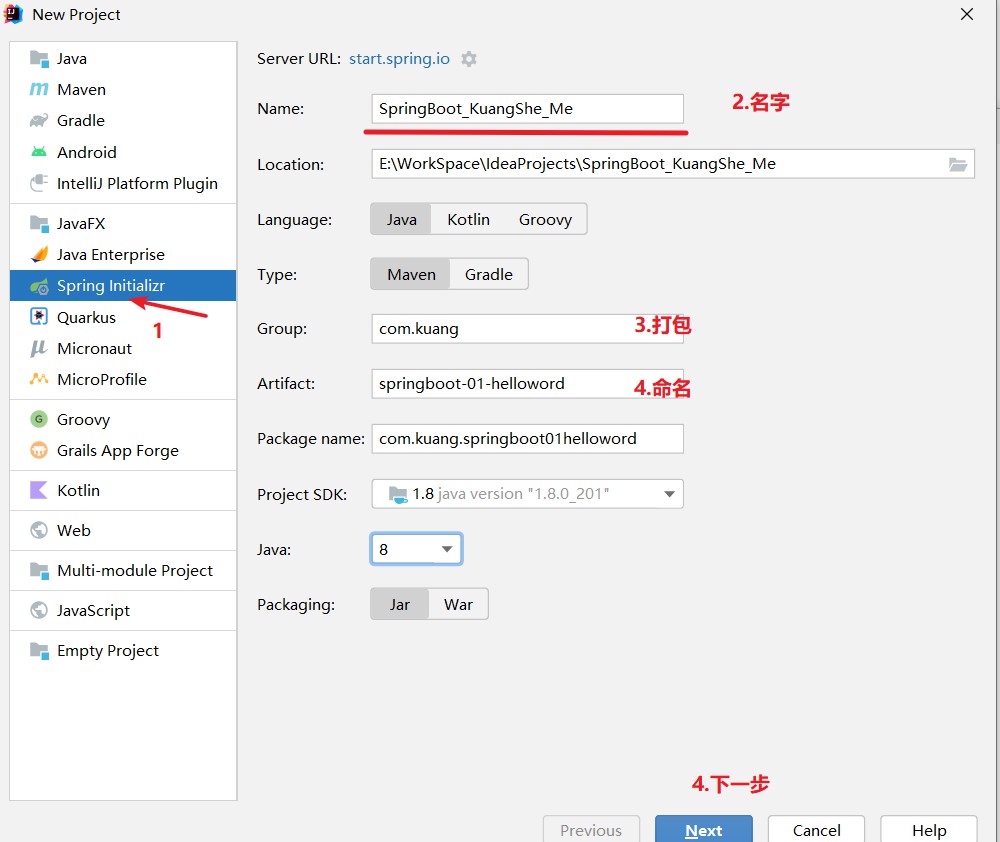 New Project
Java
Maven
Gradle
Android
IntelliJ Platform Plugin
JavaFX
Java Enterprise
Spring Initializr
1
Quarkus
Micronaut
MicroProfile
Groovy
Grails App Forge
Kotlin
Web
Multi-module Project
JavaScript
Empty Project
Server URL: start.spring.io
Name: SpringBoot_KuangShe_Me 2.名字
Location: E:\WorkSpace\IdeaProjects\SpringBoot_KuangShe_Me
Language: Java Kotlin Groovy
Type: Maven Gradle
Group: com.kuang 3.打包
Artifact: springboot-01-helloword 4.命名
Package name: com.kuang.springboot01helloword
Project SDK: 1.8 java version "1.8.0_201"
Java: 8
Packaging: Jar War
4.下一步
Previous Next Cancel Help